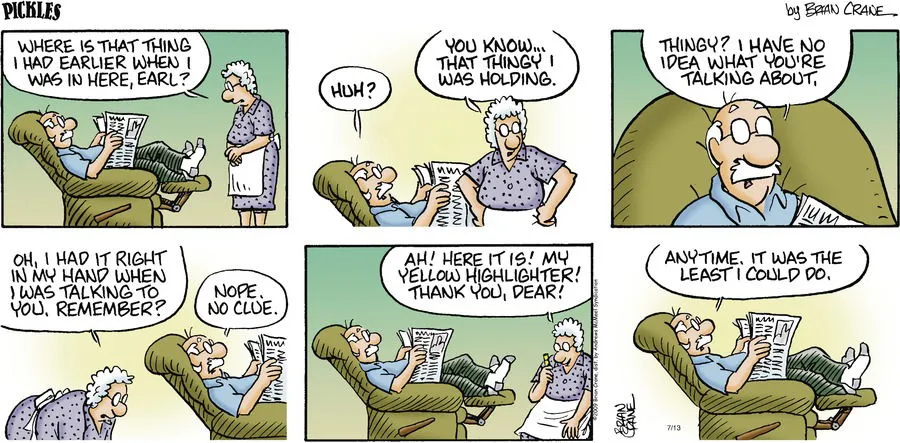 PICKLES
by BRIAN CRANE
WHERE IS THAT THING
I HAD EARLIER WHEN I
WAS IN HERE, EARL?
HUH?
YOU KNOW...
THAT THINGY I
WAS HOLDING.
THINGY? I HAVE NO
IDEA WHAT YOU'RE
TALKING ABOUT.
OH, I HAD IT RIGHT
IN MY HAND WHEN
I WAS TALKING TO
YOU. REMEMBER?
NOPE.
NO CLUE.
AH! HERE IT IS! MY
YELLOW HIGHLIGHTER!
THANK YOU, DEAR!
ANYTIME. IT WAS THE
LEAST I COULD DO.
BRIAN
CRANE
7/13